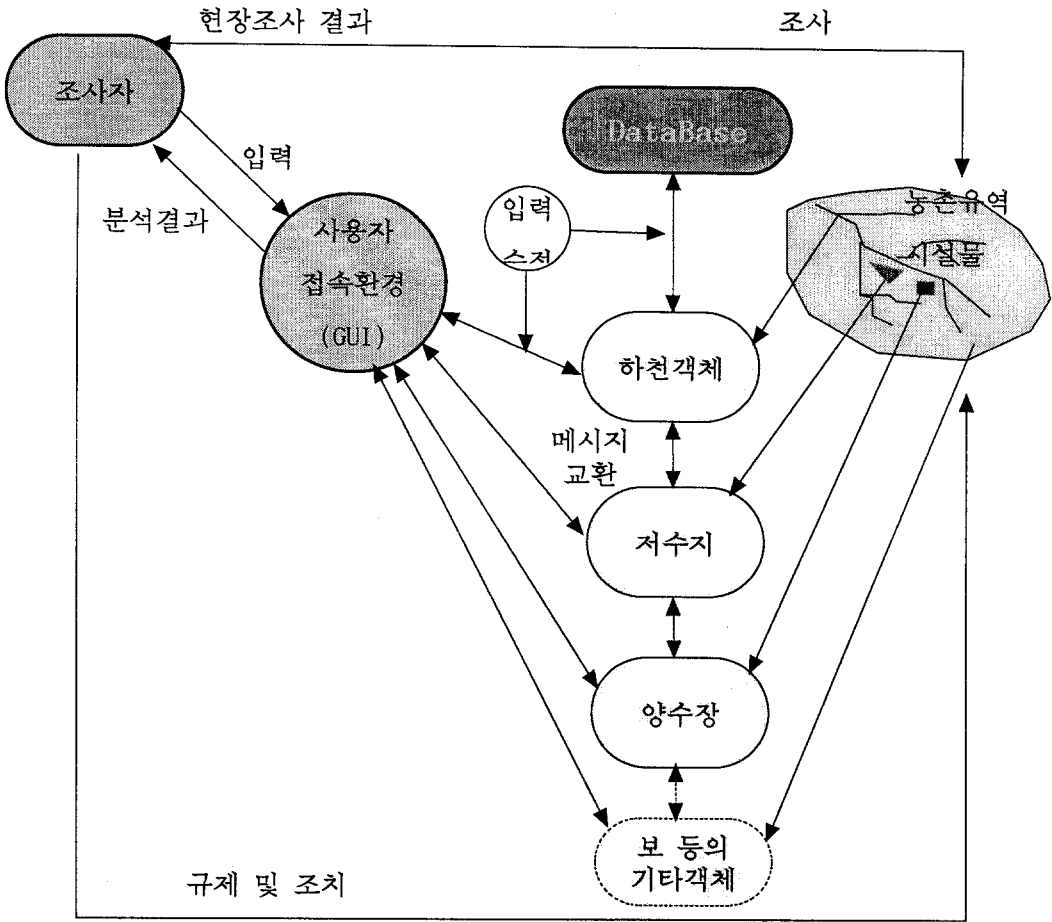 현장조사 결과
조사
조사자
DataBase
입력
분석결과
입력
사용자
접속환경
(GUI)
농촌유역
시설물
하천객체
메시지
교환
저수지
양수장
보 등의
기타객체
규제 및 조치